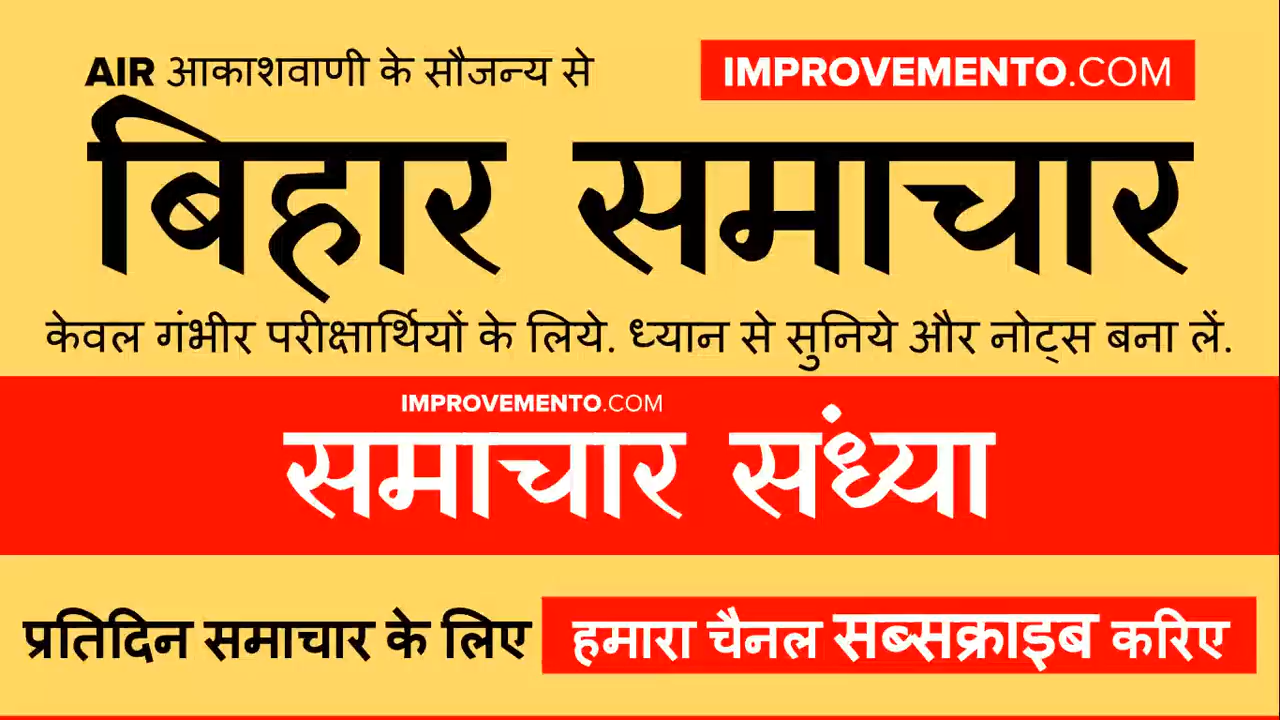 AIR आकाशवाणी के सौजन्य से
IMPROVEMENTO.COM
बिहार समाचार
केवल गंभीर परीक्षार्थियों के लिये. ध्यान से सुनिये और नोट्स बना लें.
IMPROVEMENTO.COM
समाचार संध्या
प्रतिदिन समाचार के लिए हमारा चैनल सब्सक्राइब करिए